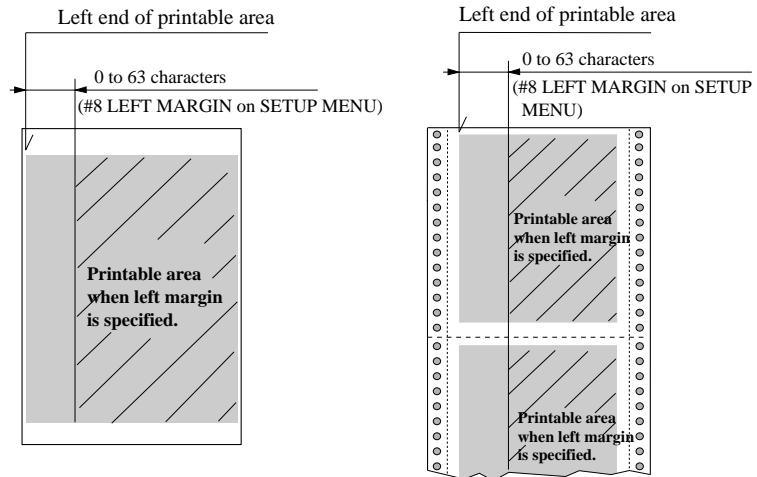 Left end of printable area
0 to 63 characters
(#8 LEFT MARGIN on SETUP MENU)
Printable area
when left margin
is specified.
Left end of printable area
0 to 63 characters
(#8 LEFT MARGIN on SETUP
MENU)
Printable area
when left margin
is specified.
Printable area
when left margin
is specified.